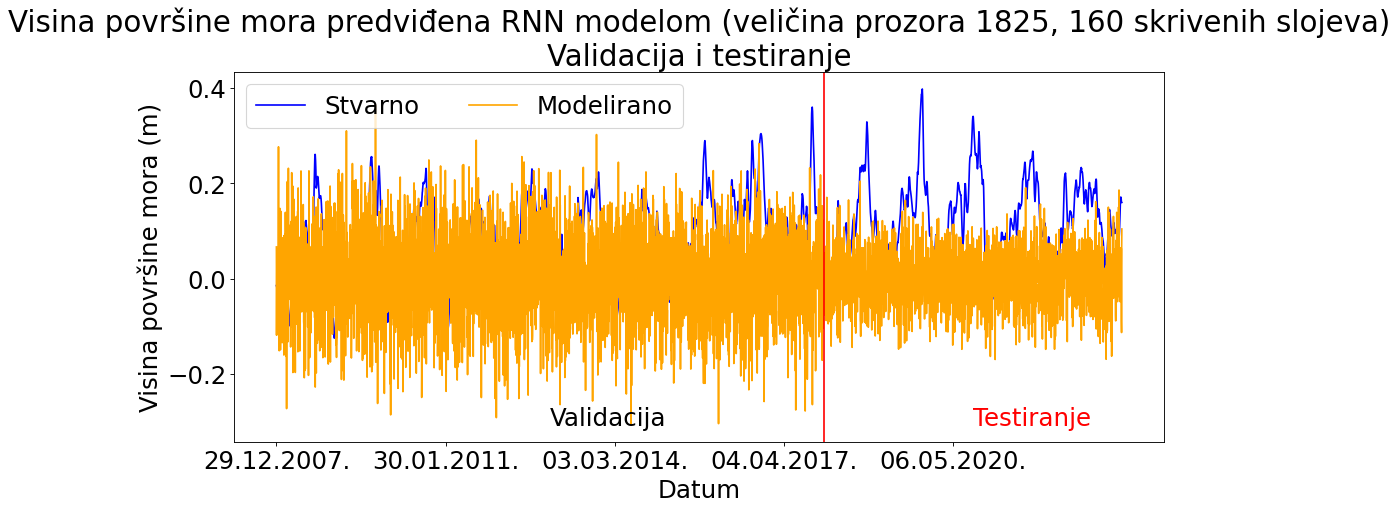 Visina površine mora predviđena RNN modelom (veličina prozora 1825, 160 skrivenih slojeva)
Validacija i testiranje
Stvarno
Modelirano
Visina površine mora (m)
0.4
0.2
0.0
−0.2
Validacija
Testiranje
29.12.2007.
30.01.2011.
03.03.2014.
04.04.2017.
06.05.2020.
Datum